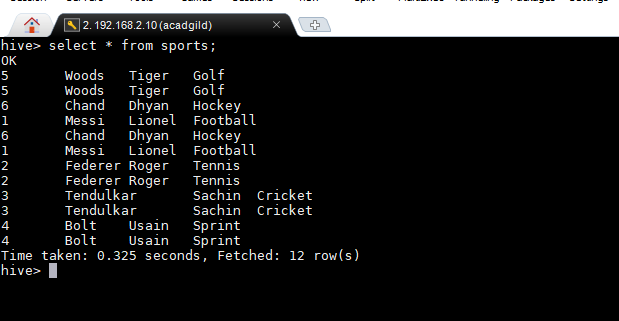 2. 192.168.2.10 (acadgild)
hive> select * from sports;
OK
5 Woods Tiger Golf
5 Woods Tiger Golf
6 Chand Dhyan Hockey
1 Messi Lionel Football
6 Chand Dhyan Hockey
1 Messi Lionel Football
2 Federer Roger Tennis
2 Federer Roger Tennis
3 Tendulkar Sachin Cricket
3 Tendulkar Sachin Cricket
4 Bolt Usain Sprint
4 Bolt Usain Sprint
Time taken: 0.325 seconds, Fetched: 12 row(s)
hive>